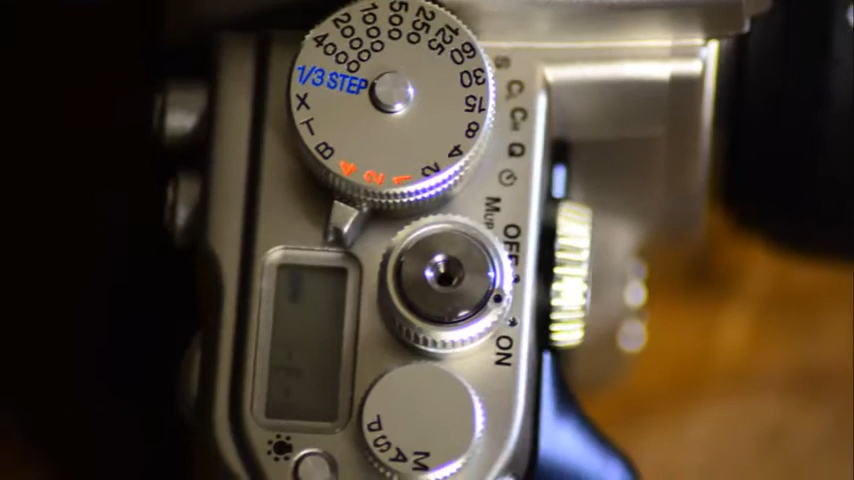 4000
2000
1000
500
250
125
60
30
15
8
4
2
1
2
4
B
T
X
1/3 STEP
S
CL
CH
Q
MUP
OFF
ON
P
S
A
M